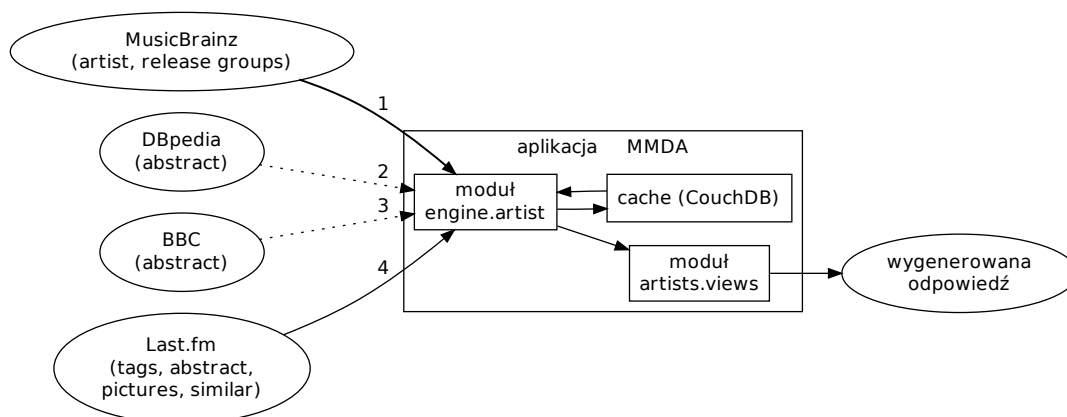 MusicBrainz
(artist, release groups)
1
DBpedia
(abstract)
2
aplikacja MMDA
moduł
engine.artist
cache (CouchDB)
3
BBC
(abstract)
4
moduł
artists.views
wygenerowana
odpowiedź
Last.fm
(tags, abstract,
pictures, similar)